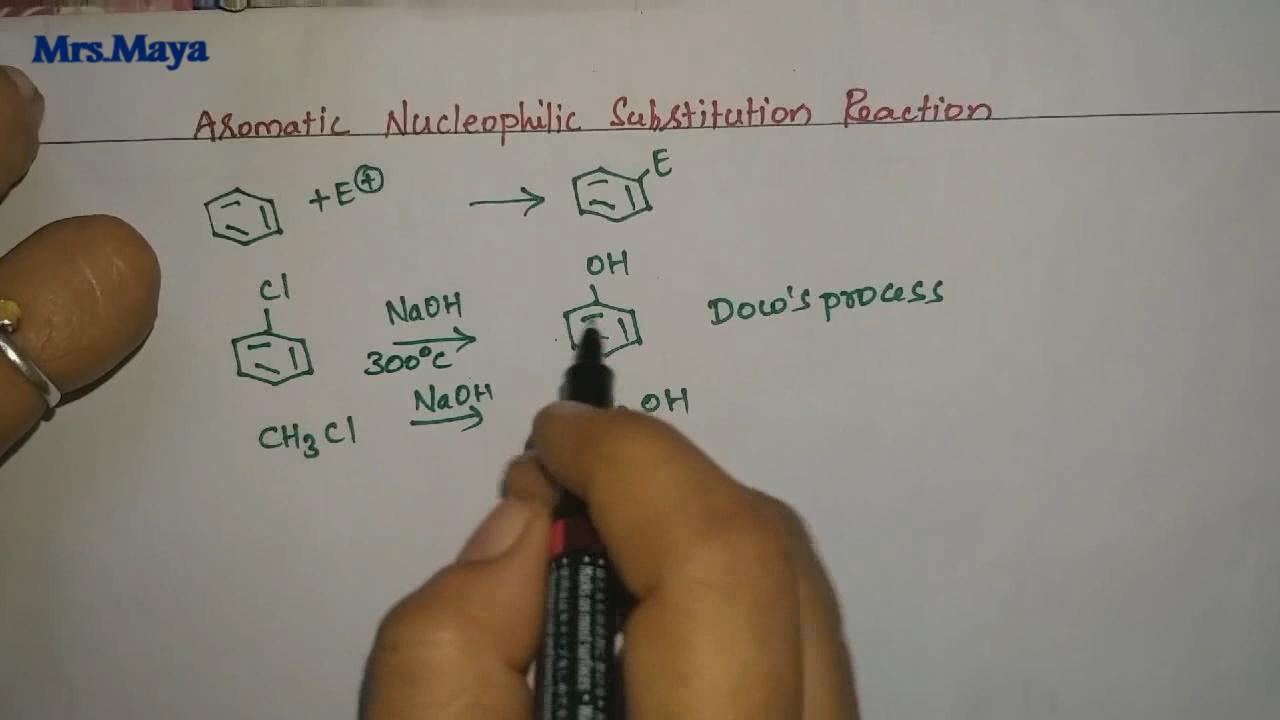 Mrs.Maya
Aromatic Nucleophilic Substitution Reaction
+E⊕ → E
Cl NaOH 300°C OH Dow's process
CH₃Cl NaOH → OH